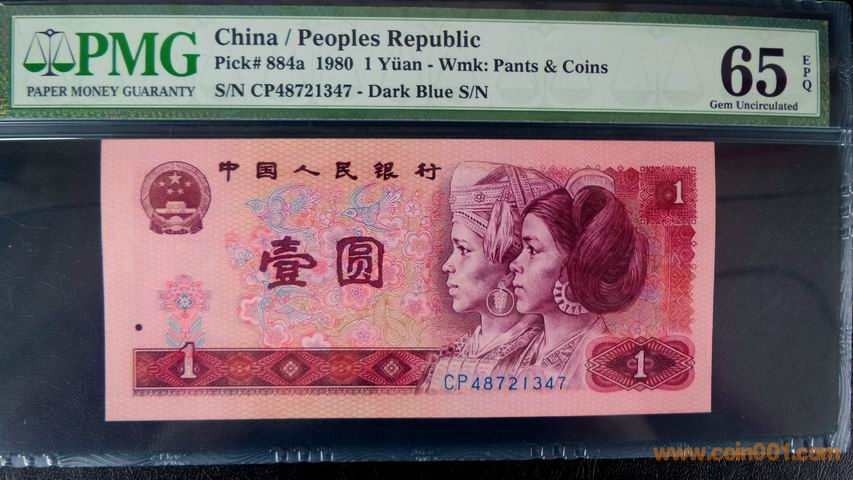 PMG
PAPER MONEY GUARANTY
China / Peoples Republic
Pick# 884a 1980 1 Yüan - Wmk: Pants & Coins
S/N CP48721347 - Dark Blue S/N
65 EPQ
Gem Uncirculated
中国人民银行
1
壹圆
1
CP48721347
1
www.coin001.com